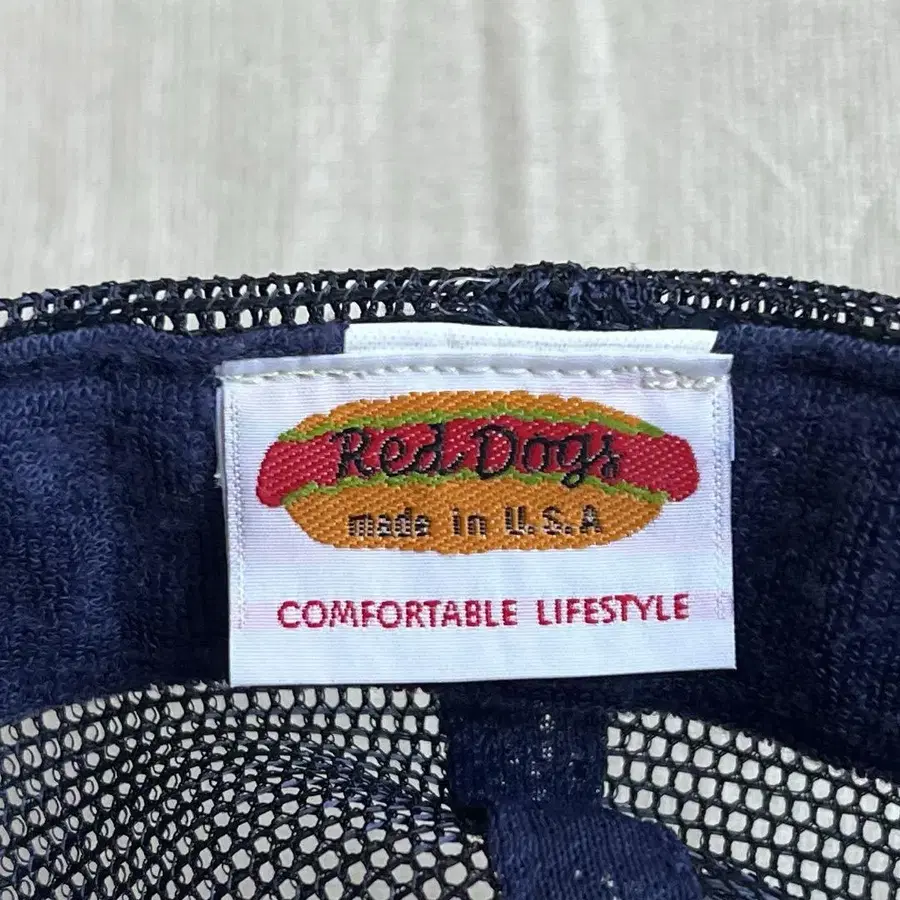 Red Dogs
made in U.S.A
COMFORTABLE LIFESTYLE